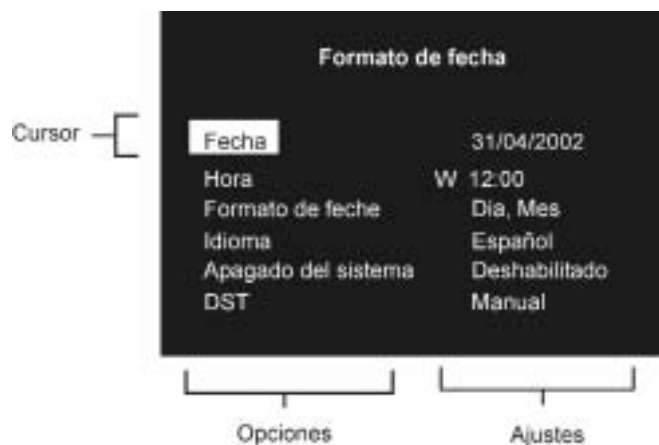 Formato de fecha
Cursor
Fecha 31/04/2002
Hora W 12:00
Formato de feche Dia, Mes
Idioma Español
Apagado del sistema Deshabilitado
DST Manual
Opciones Ajustes